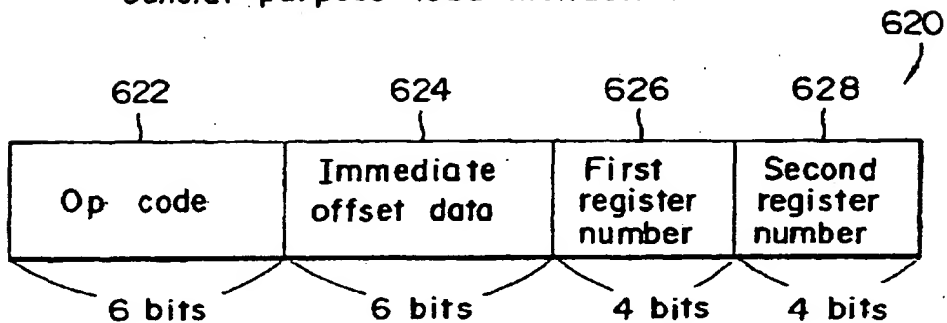 620
622 624 626 628
Op code Immediate offset data First register number Second register number
6 bits 6 bits 4 bits 4 bits